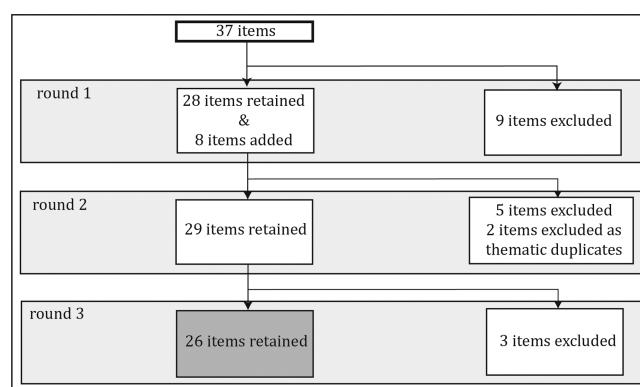 37 items
round 1
28 items retained
&
8 items added
9 items excluded
round 2
29 items retained
5 items excluded
2 items excluded as
thematic duplicates
round 3
26 items retained
3 items excluded